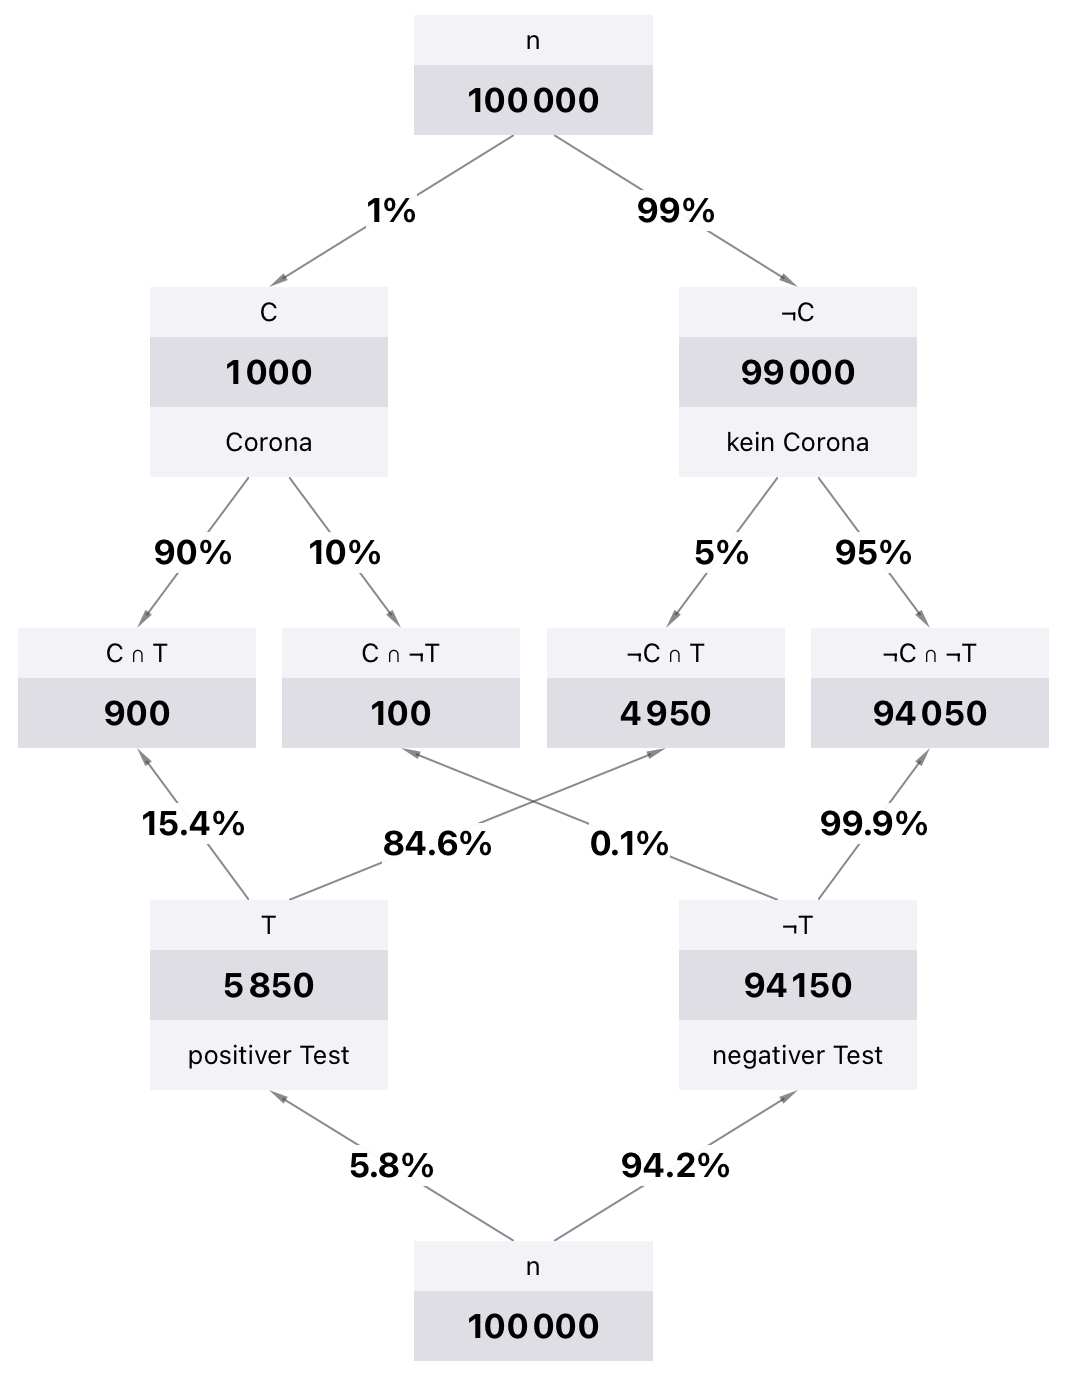 n
100 000
1% 99%
C ¬C
1 000 99 000
Corona kein Corona
90% 10% 5% 95%
C ∩ T C ∩ ¬T ¬C ∩ T ¬C ∩ ¬T
900 100 4 950 94 050
15.4% 84.6% 0.1% 99.9%
T ¬T
5 850 94 150
positiver Test negativer Test
5.8% 94.2%
n
100 000